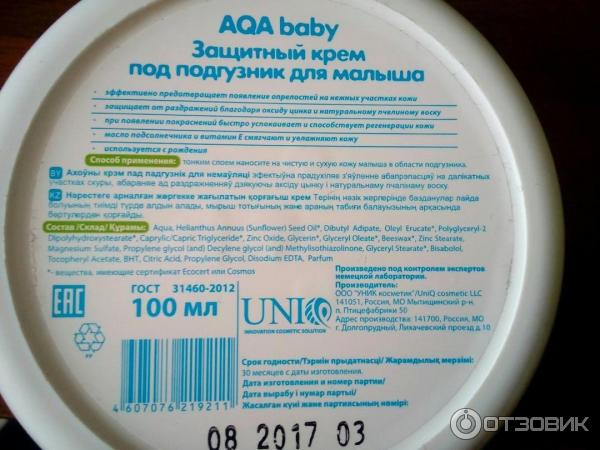 AQA baby
Защитный крем
под подгузник для малыша
- эффективно предотвращает появление опрелостей на нежных участках кожи
- защищает от раздражений благодаря оксиду цинка и натуральному пчелиному воску
- при появлении покраснений быстро успокаивает и способствует регенерации кожи
- масло подсолнечника и витамин Е смягчают и увлажняют кожу
- используется с рождения
Способ применения: тонким слоем наносите на чистую и сухую кожу малыша в области подгузника.
BY Ахоўны крэм пад падгузнік для немаўляці эфектыўна прадухіляе з'яўленне абапрэласцяў на далікатных
участках скуры, абараняе ад раздражненняў дзякуючы аксіду цынку і натуральнаму пчалінаму воску.
KZ Нәрестеге арналған жөргекке жағылатын қорғағыш крем Терінің нәзік жерлерінде баздану пайда
болуының тиімді түрде алдын алады, мырыш тотығының және араның табиғи балауызының арқасында
бөртулерден қорғайды.
Состав /Склад/ Құрамы: Aqua, Helianthus Annuus (Sunflower) Seed Oil*, Dibutyl Adipate, Oleyl Erucate*, Polyglyceryl-2
Dipolyhydroxystearate*, Caprylic/Capric Triglyceride*, Zinc Oxide, Glycerin*, Glyceryl Oleate*, Beeswax*, Zinc Stearate,
Magnesium Sulfate, Propylene glycol (and) Decylene glycol (and) Methylisothiazolinone, Glyceryl Stearate*, Bisabolol,
Tocopheryl Acetate, BHT, Citric Acid, Propylene Glycol, Disodium EDTA, Parfum
*- вещества, имеющие сертификат Ecocert или Cosmos
EAC
ГОСТ 31460-2012
100 мл
PP
UNIQ
INNOVATION COSMETIC SOLUTION
Произведено под контролем экспертов
немецкой лаборатории.
Производитель:
ООО "УНИК косметик"/UniQ cosmetic LLC
141051, Россия, МО Мытищинский р-н.
п. Птицефабрики 50
Адрес производства: 141700, Россия, МО
г. Долгопрудный, Лихачевский проезд д.10
Срок годности/Тэрмін прыдатнасці/ Жарамдылық мерзімі:
30 месяцев с даты изготовления.
Дата изготовления и номер партии/
Дата вырабу і нумар партыі/
Жасалған күні және партиясының нөмірі:
4 607076 219211
08 2017 03
ОТЗОВИК